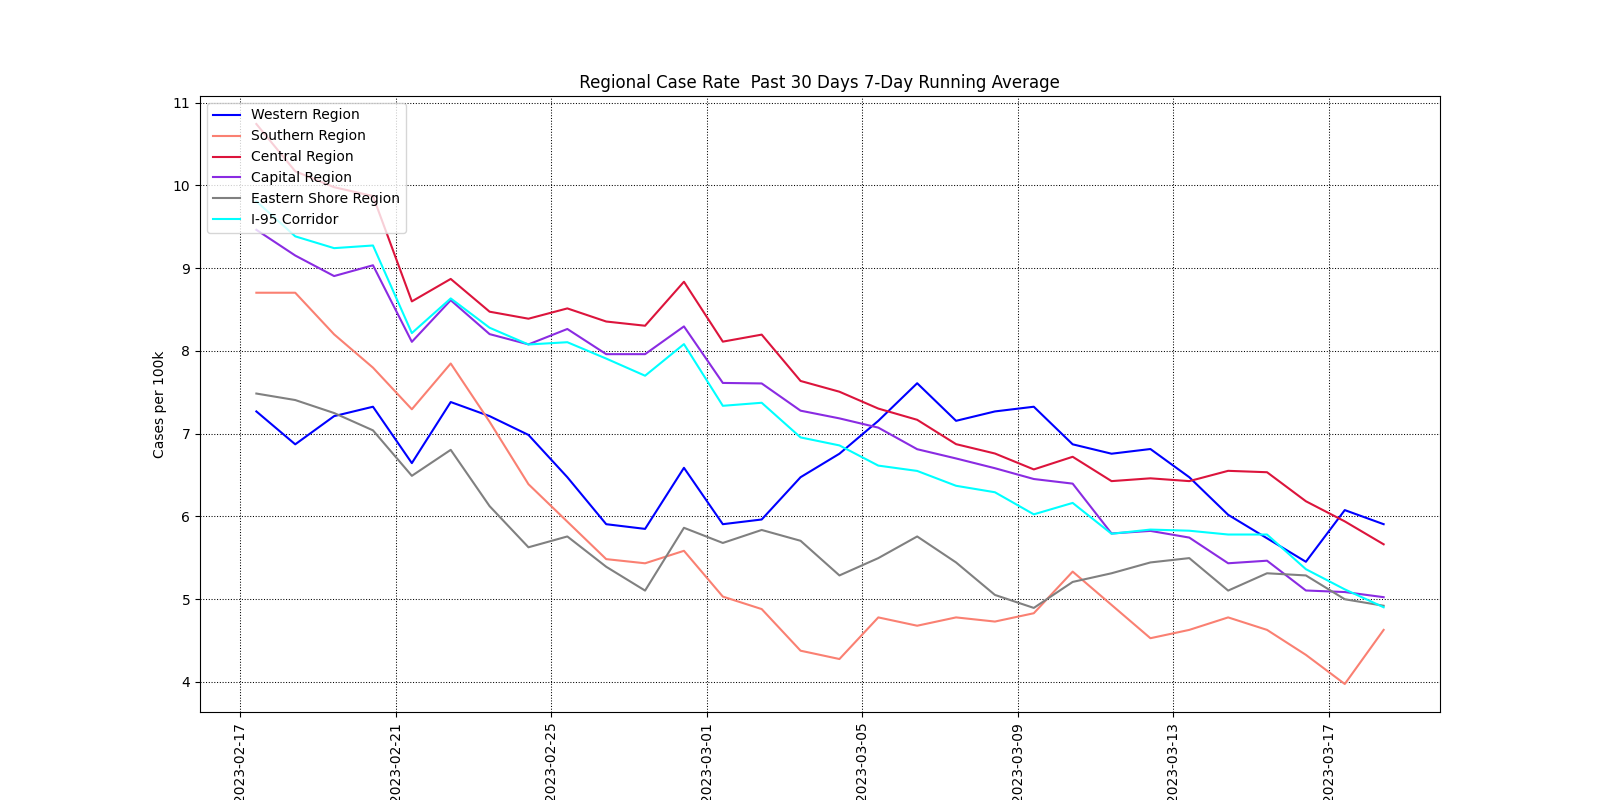 Regional Case Rate  Past 30 Days 7-Day Running Average
Western Region
Southern Region
Central Region
Capital Region
Eastern Shore Region
I-95 Corridor
Cases per 100k
11
10
9
8
7
6
5
4
2023-02-17
2023-02-21
2023-02-25
2023-03-01
2023-03-05
2023-03-09
2023-03-13
2023-03-17